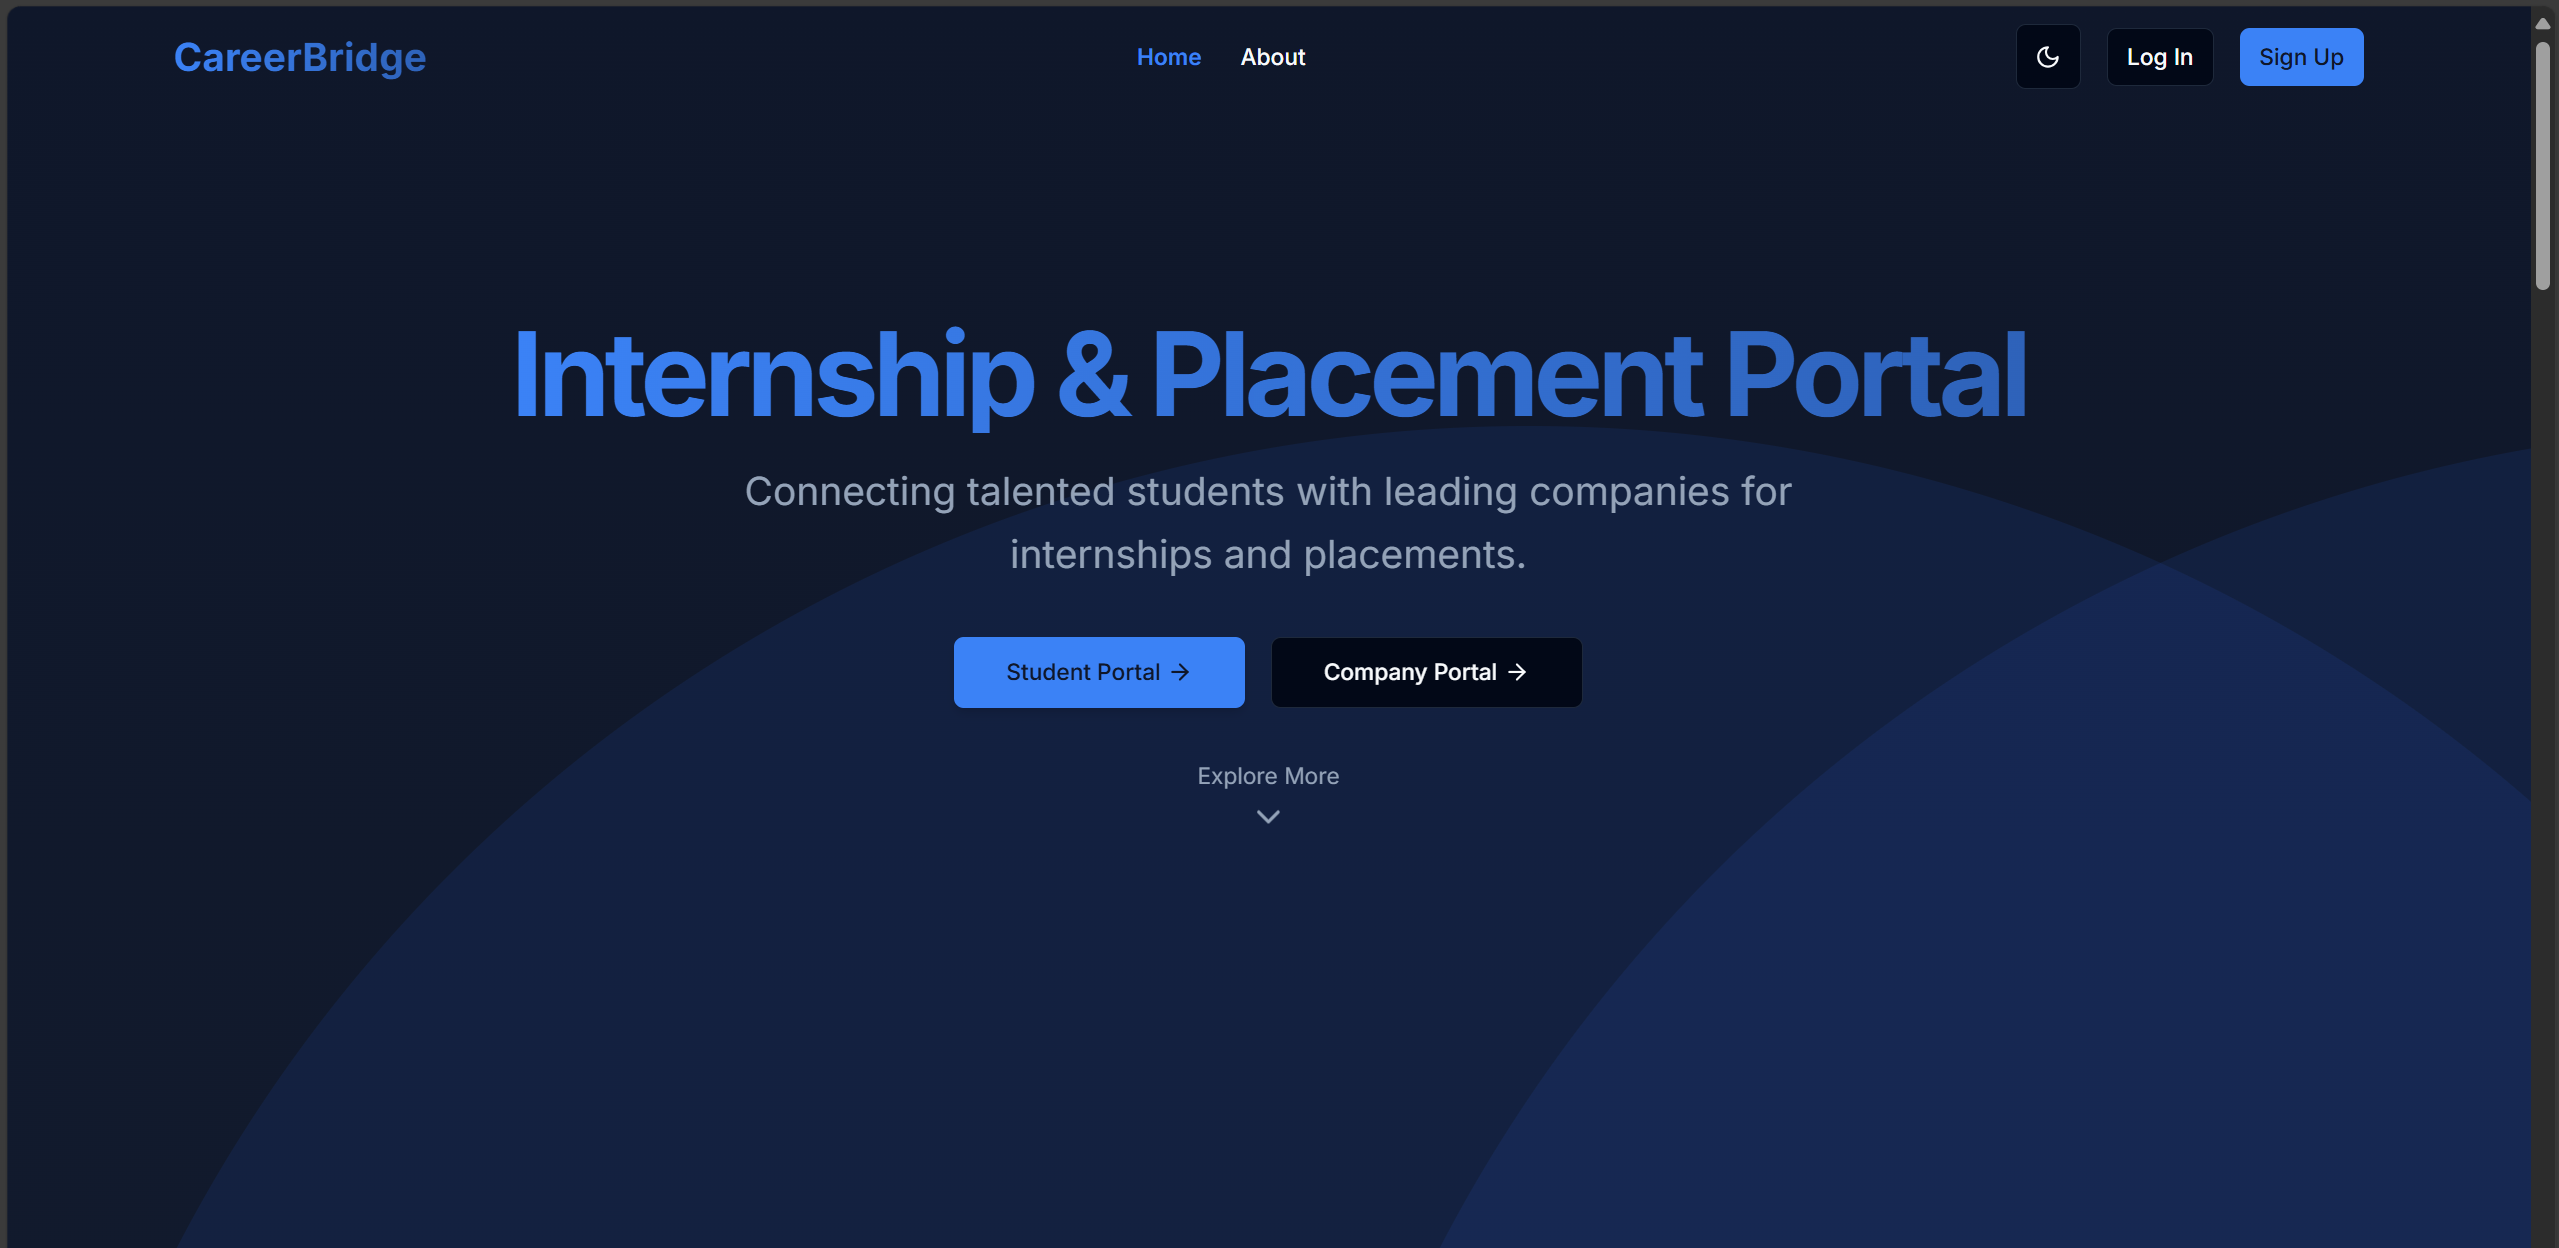 CareerBridge
Home
About
Log In
Sign Up
Internship & Placement Portal
Connecting talented students with leading companies for
internships and placements.
Student Portal →
Company Portal →
Explore More